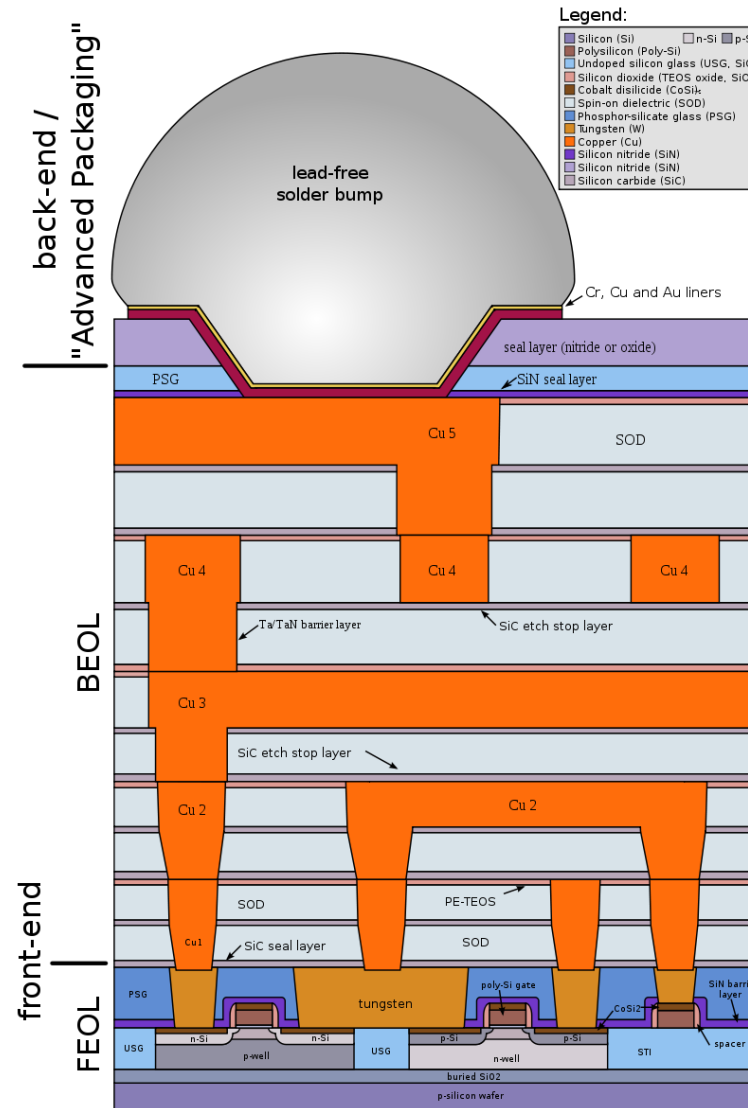 Legend:
Silicon (Si)
n-Si
p-S
Polysilicon (Poly-Si)
Undoped silicon glass (USG, SiO
Silicon dioxide (TEOS oxide, SiO
Cobalt disilicide (CoSi)
Spin-on dielectric (SOD)
Phosphor-silicate glass (PSG)
Tungsten (W)
Copper (Cu)
Silicon nitride (SiN)
Silicon nitride (SiN)
Silicon carbide (SiC)
back-end /
"Advanced Packaging"
lead-free
solder bump
Cr, Cu and Au liners
seal layer (nitride or oxide)
PSG
SiN seal layer
Cu 5
SOD
BEOL
Cu 4
Cu 4
Cu 4
Ta/TaN barrier layer
SiC etch stop layer
Cu 3
SiC etch stop layer
Cu 2
Cu 2
front-end
SOD
PE-TEOS
Cu1
SiC seal layer
SOD
FEOL
PSG
tungsten
poly-Si gate
CoSi2
SiN barri
layer
spacer
USG
n-Si
n-Si
p-well
USG
p-Si
p-Si
n-well
STI
buried SiO2
p-silicon wafer